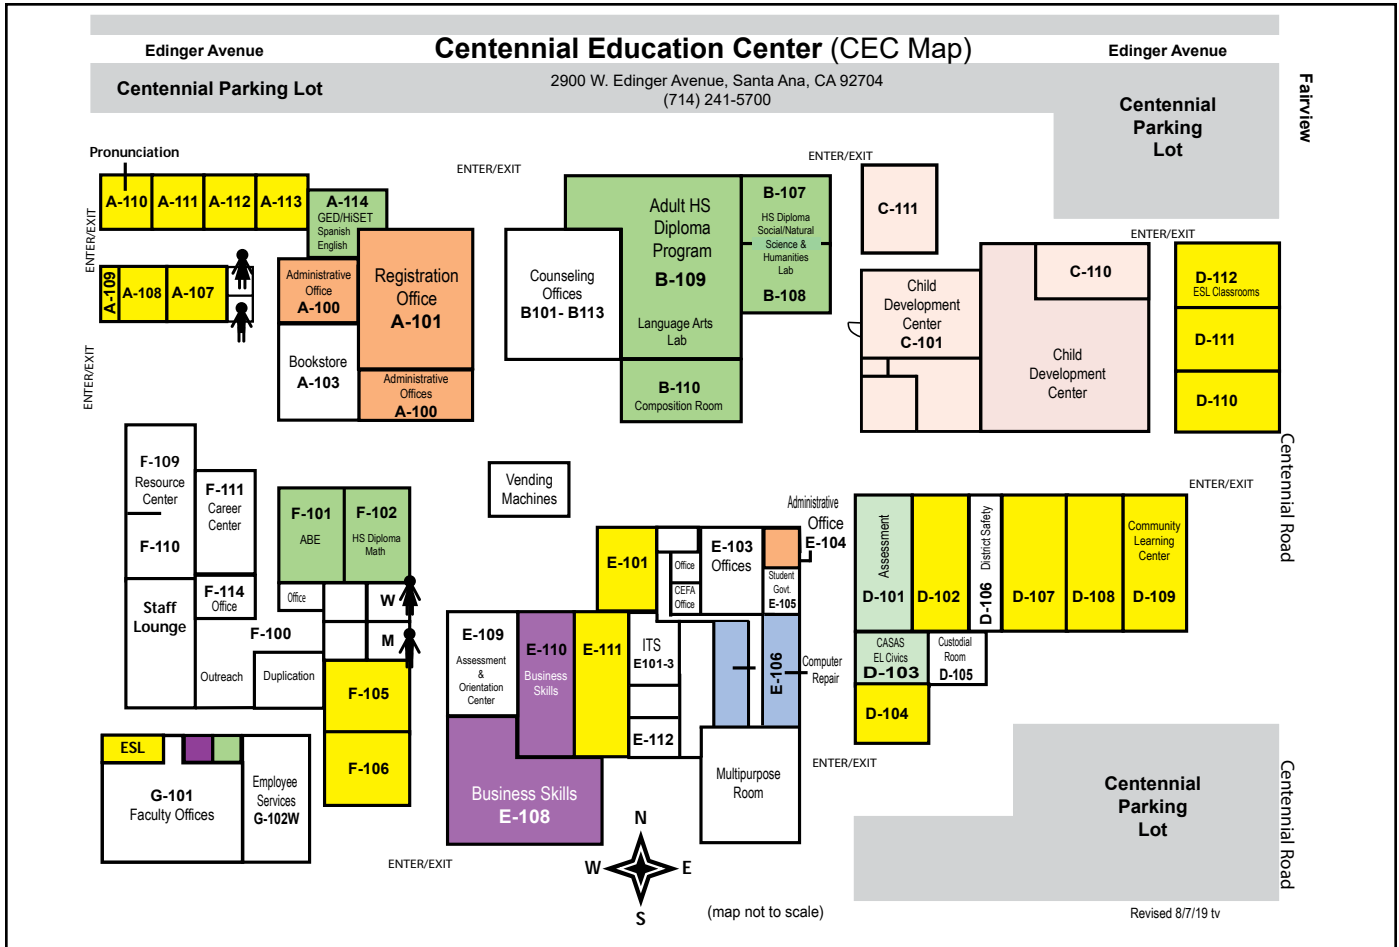 Edinger Avenue
Centennial Education Center (CEC Map)
Edinger Avenue
Centennial Parking Lot
2900 W. Edinger Avenue, Santa Ana, CA 92704
(714) 241-5700
Centennial
Parking
Lot
Fairview
Pronunciation
ENTER/EXIT
ENTER/EXIT
ENTER/EXIT
ENTER/EXIT
ENTER/EXIT
A-110
A-111
A-112
A-113
A-114
GED/HiSET
Spanish
English
A-109
A-108
A-107
Administrative
Office
A-100
Registration
Office
A-101
Bookstore
A-103
Administrative
Offices
A-100
Counseling
Offices
B101- B113
Adult HS
Diploma
Program
B-109
Language Arts
Lab
B-107
HS Diploma
Social/Natural
Science &
Humanities
Lab
B-108
B-110
Composition Room
C-111
Child
Development
Center
C-101
C-110
Child
Development
Center
D-112
ESL Classrooms
D-111
D-110
ENTER/EXIT
Centennial Road
F-109
Resource
Center
F-110
F-111
Career
Center
F-114
Office
Staff
Lounge
F-100
Outreach
Duplication
F-101
ABE
F-102
HS Diploma
Math
Office
W
M
F-105
F-106
Vending
Machines
E-101
Office
CEFA
Office
E-103
Offices
Student
Govt.
E-105
Administrative
Office
E-104
E-109
Assessment
&
Orientation
Center
E-110
Business
Skills
E-111
ITS
E101-3
E-112
E-106
Computer
Repair
Multipurpose
Room
Business Skills
E-108
Assessment
D-101
D-102
District Safety
D-106
D-107
D-108
Community
Learning
Center
D-109
CASAS
EL Civics
D-103
Custodial
Room
D-105
D-104
ENTER/EXIT
ENTER/EXIT
ESL
G-101
Faculty Offices
Employee
Services
G-102W
ENTER/EXIT
N
W
E
S
(map not to scale)
Centennial
Parking
Lot
Centennial Road
Revised 8/7/19 tv